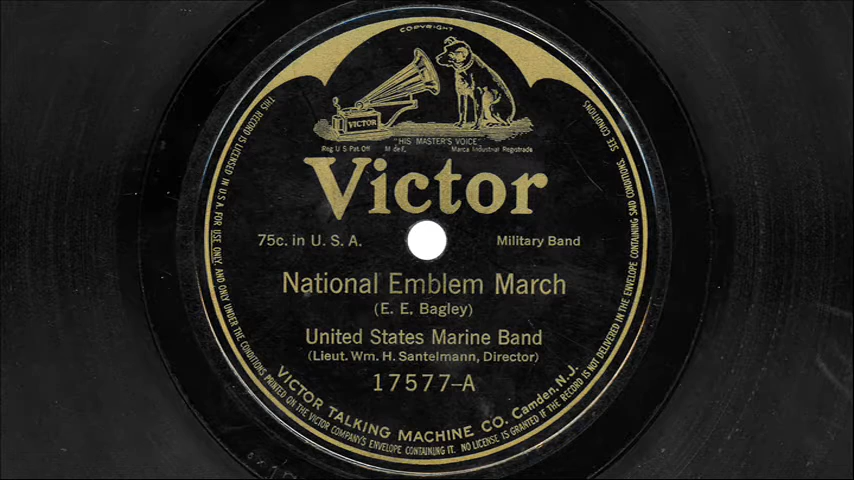 COPYRIGHT
VICTOR
"HIS MASTER'S VOICE"
Reg U S Pat. Off M de F. Marca Industrial Registrada
Victor
75c. in U. S. A. Military Band
National Emblem March
(E. E. Bagley)
United States Marine Band
(Lieut. Wm. H. Santelmann, Director)
17577-A
VICTOR TALKING MACHINE CO. Camden, N.J.
THIS RECORD IS LICENSED IN U.S.A. FOR USE ONLY, AND ONLY UNDER THE CONDITIONS PRINTED ON THE VICTOR COMPANY'S ENVELOPE CONTAINING IT. NO LICENSE IS GRANTED IF THE RECORD IS NOT DELIVERED IN THE ENVELOPE CONTAINING SAID CONDITIONS. SEE CONDITIONS